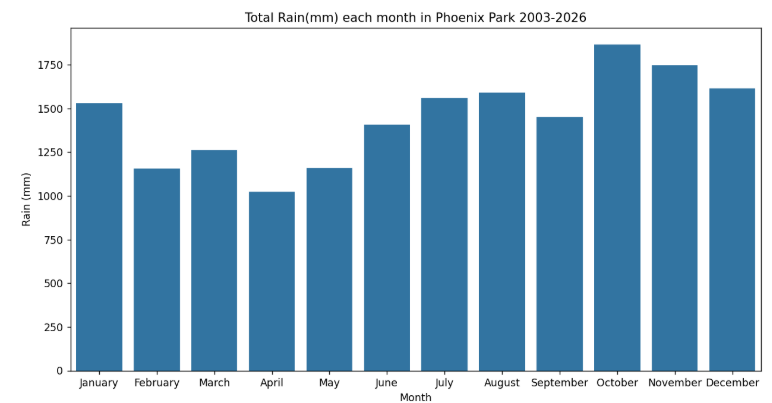 Total Rain(mm) each month in Phoenix Park 2003-2026
1750
1500
1250
1000
750
500
250
0
Rain (mm)
January February March April May June July August September October November December
Month